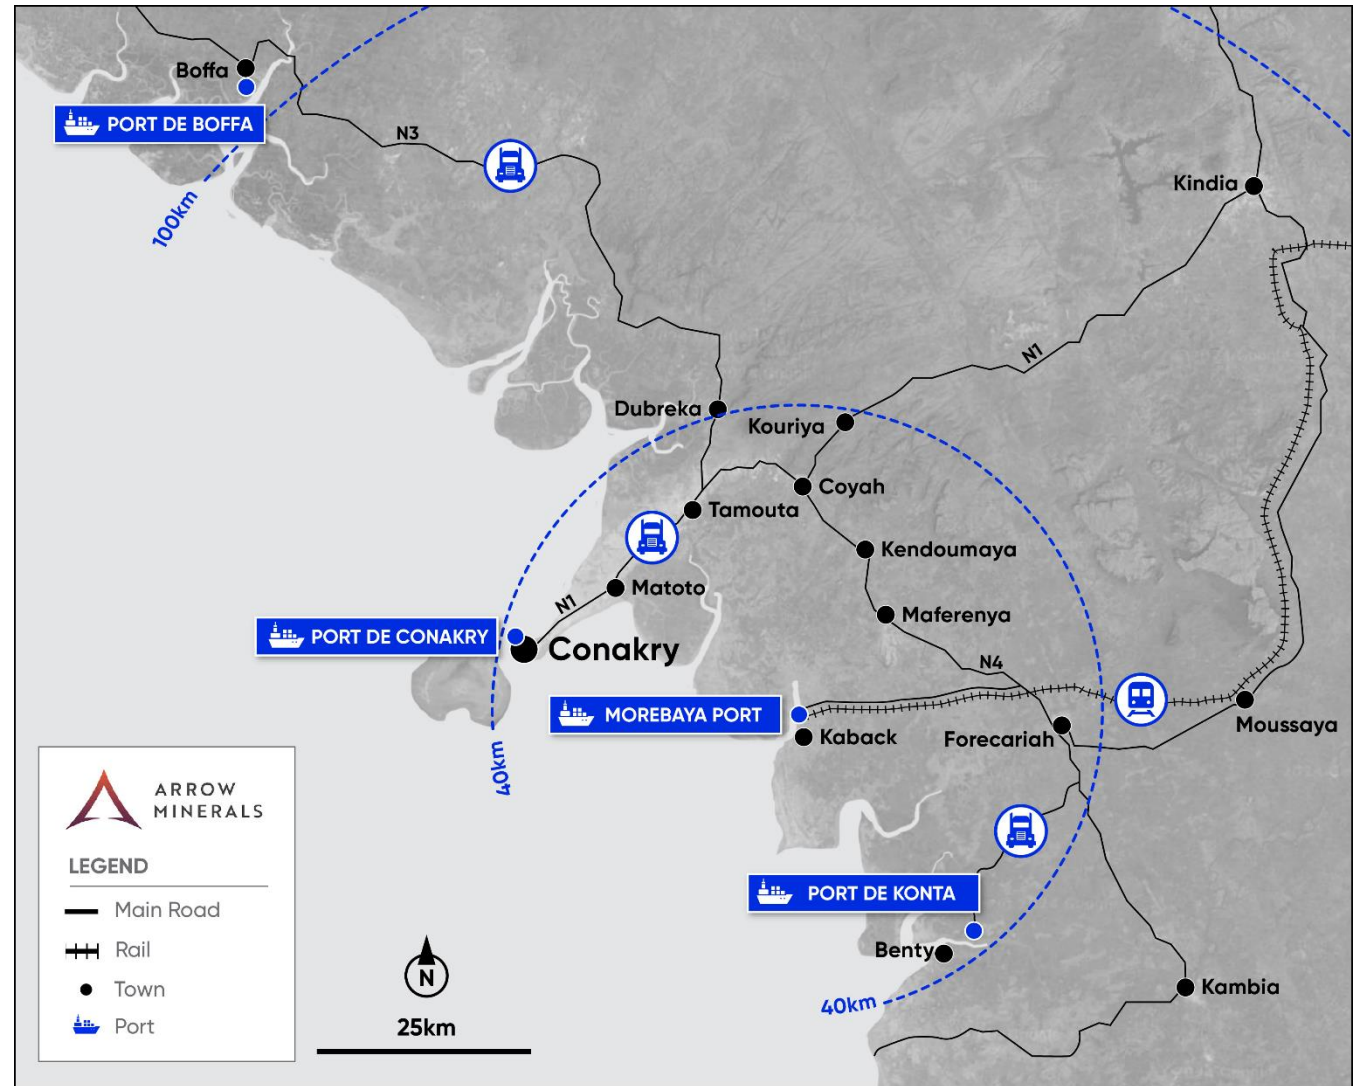 Boffa
PORT DE BOFFA
N3
100km
Kindia
N1
Dubreka
Kouriya
Coyah
Tamouta
Kendoumaya
Matoto
N1
Maferenya
PORT DE CONAKRY
Conakry
N4
MOREBAYA PORT
Kaback
Forecariah
Moussaya
40km
ARROW
MINERALS
LEGEND
Main Road
Rail
Town
Port
N
25km
PORT DE KONTA
Benty
40km
Kambia